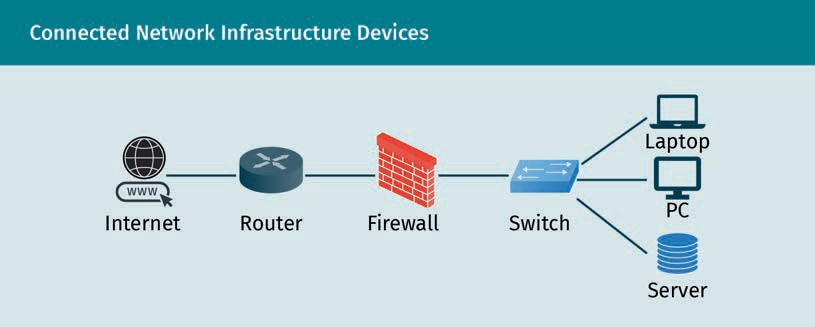 Connected Network Infrastructure Devices
WWW
Internet
Router
Firewall
Switch
Laptop
PC
Server